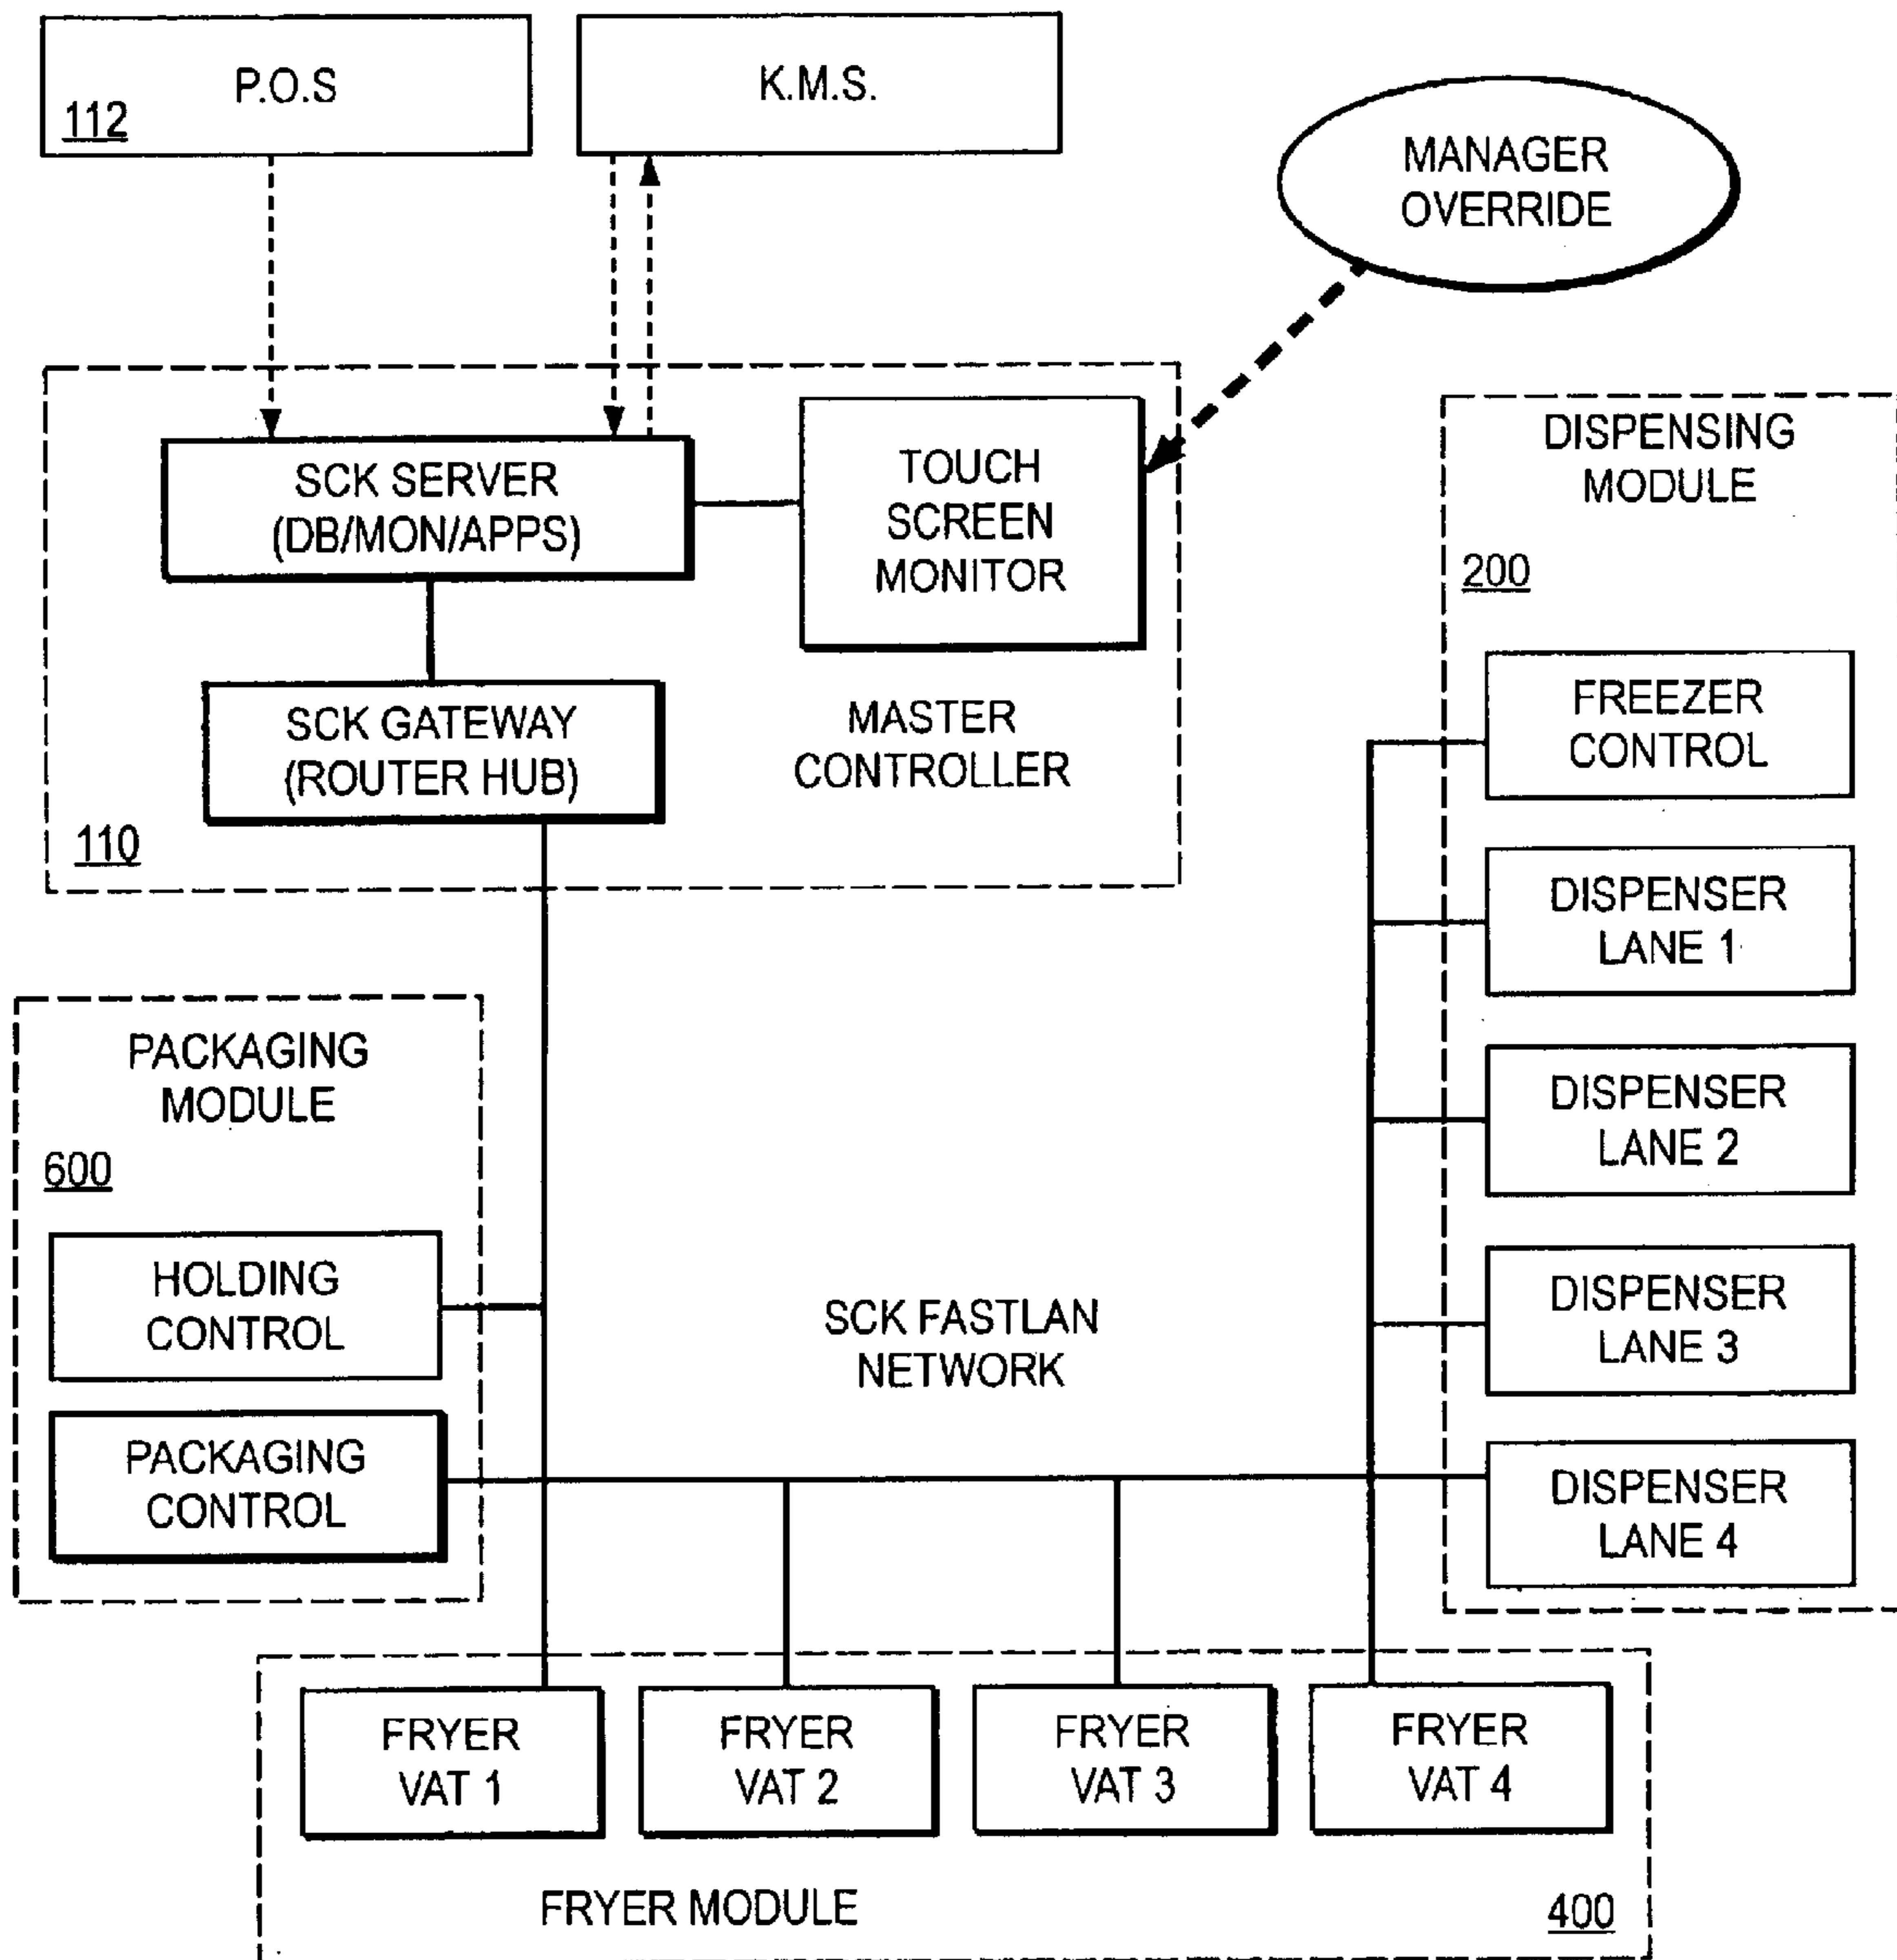 P.O.S
112
K.M.S.
MANAGER
OVERRIDE
SCK SERVER
(DB/MON/APPS)
TOUCH
SCREEN
MONITOR
SCK GATEWAY
(ROUTER HUB)
MASTER
CONTROLLER
110
DISPENSING
MODULE
200
FREEZER
CONTROL
DISPENSER
LANE 1
DISPENSER
LANE 2
DISPENSER
LANE 3
DISPENSER
LANE 4
PACKAGING
MODULE
600
HOLDING
CONTROL
PACKAGING
CONTROL
SCK FASTLAN
NETWORK
FRYER
VAT 1
FRYER
VAT 2
FRYER
VAT 3
FRYER
VAT 4
FRYER MODULE
400